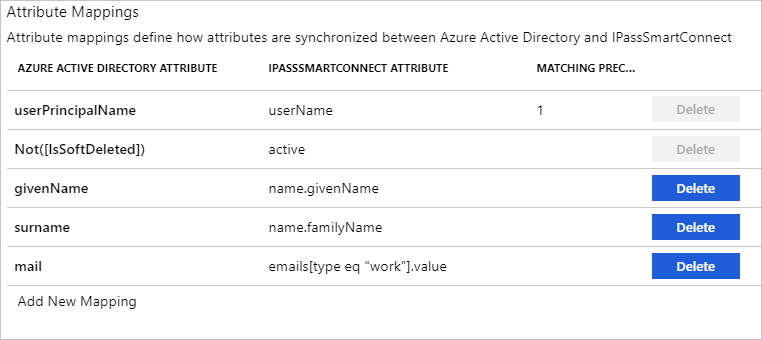 Attribute Mappings
Attribute mappings define how attributes are synchronized between Azure Active Directory and IPassSmartConnect
AZURE ACTIVE DIRECTORY ATTRIBUTE IPASSSMARTCONNECT ATTRIBUTE MATCHING PREC...
userPrincipalName userName 1 Delete
Not([IsSoftDeleted]) active Delete
givenName name.givenName Delete
surname name.familyName Delete
mail emails[type eq "work"].value Delete
Add New Mapping